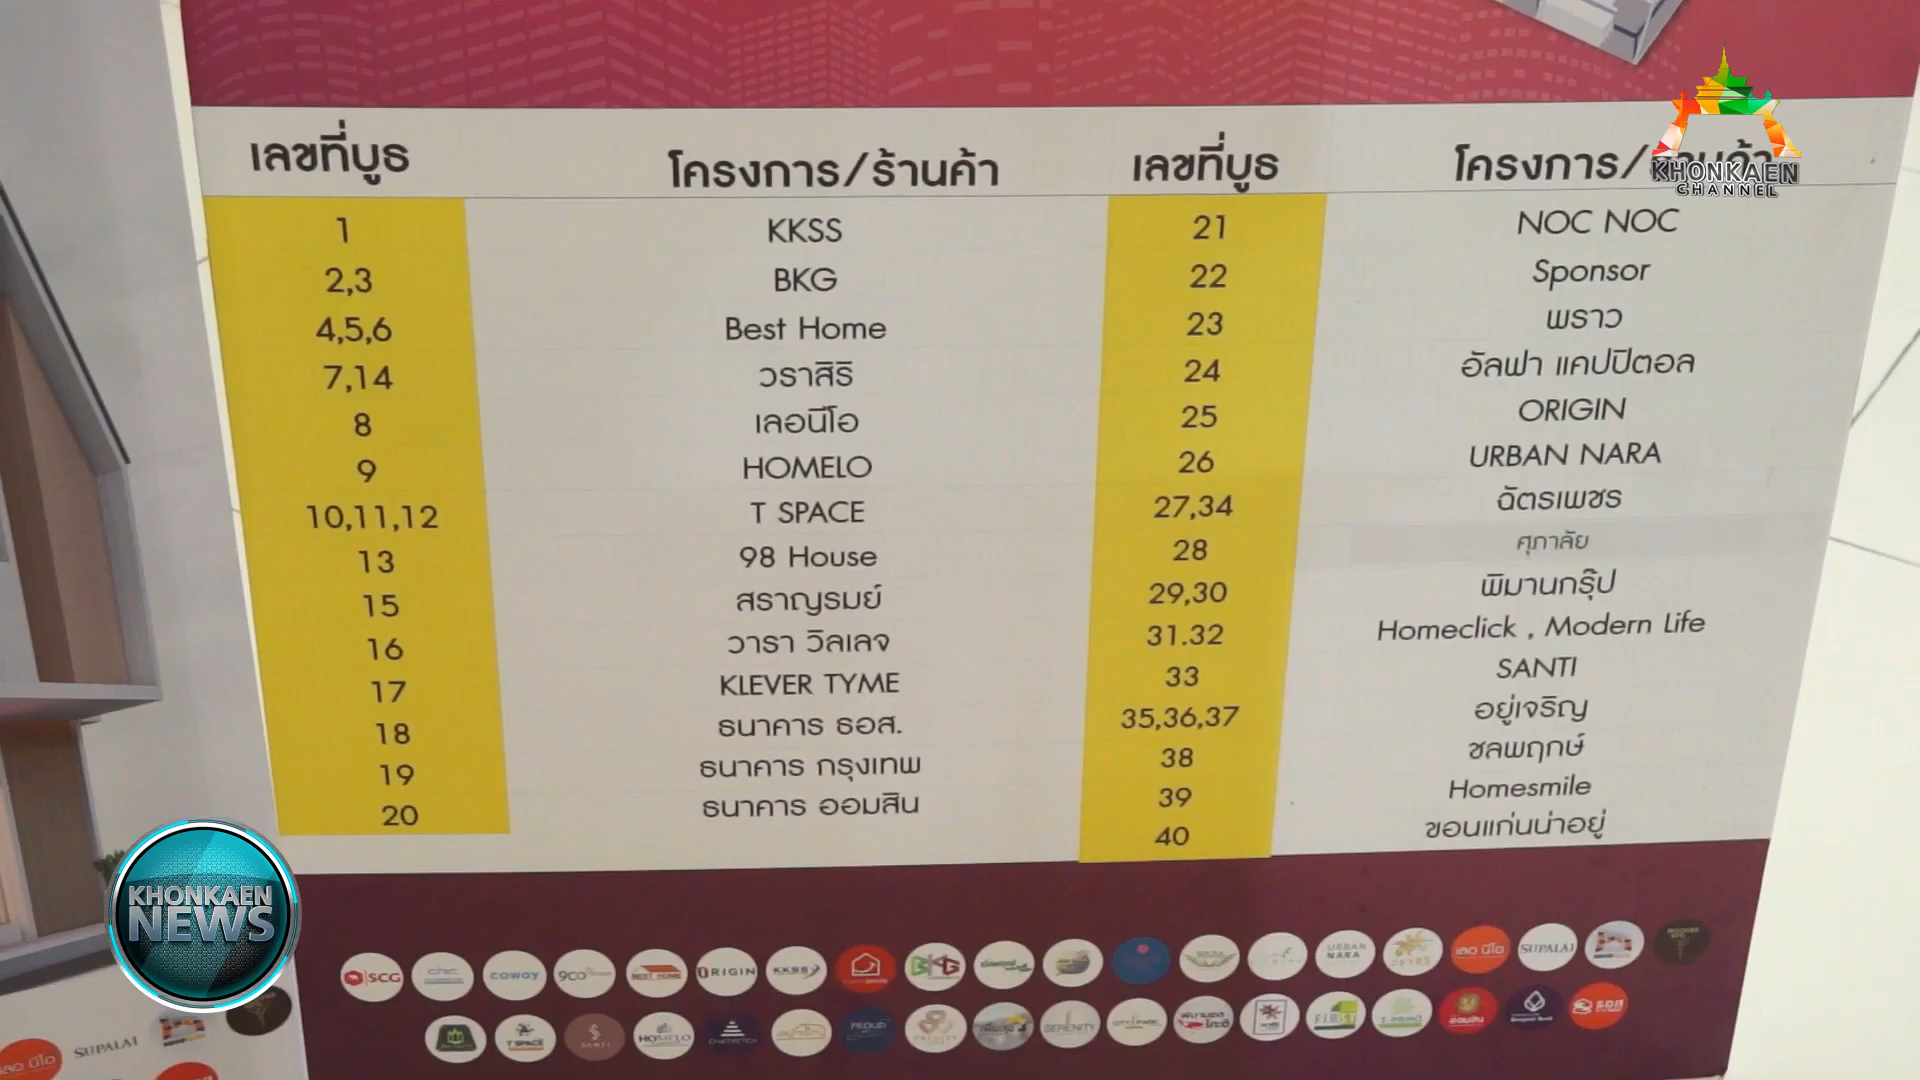 เลขที่บูธ โครงการ/ร้านค้า เลขที่บูธ
KHONKAEN
CHANNEL
1 KKSS 21 NOC NOC
2,3 BKG 22 Sponsor
4,5,6 Best Home 23 พราว
7,14 วราสิริ 24 อัลฟา แคปปิตอล
8 เลอนีโอ 25 ORIGIN
9 HOMELO 26 URBAN NARA
10,11,12 T SPACE 27,34 ฉัตรเพชร
13 98 House 28 ศุภาลัย
15 สราญรมย์ 29,30 พิมานกรุ๊ป
16 วารา วิลเลจ 31.32 Homeclick , Modern Life
17 KLEVER TYME 33 SANTI
18 ธนาคาร ธอส. 35,36,37 อยู่เจริญ
19 ธนาคาร กรุงเทพ 38 ชลพฤกษ์
20 ธนาคาร ออมสิน 39 Homesmile
40 ขอนแก่นน่าอยู่
KHONKAEN
NEWS
SCG chic coway 9CO BEST HOME ORIGIN KKSS BKG URBAN NARA เลอ นีโอ SUPALAI
T.SPACE SANTI HOMELO CHATPETCH PROUD TRINITY SERENITY FIRST T-PRIMO ออมสิน
SUPALAI
เลอ นีโอ